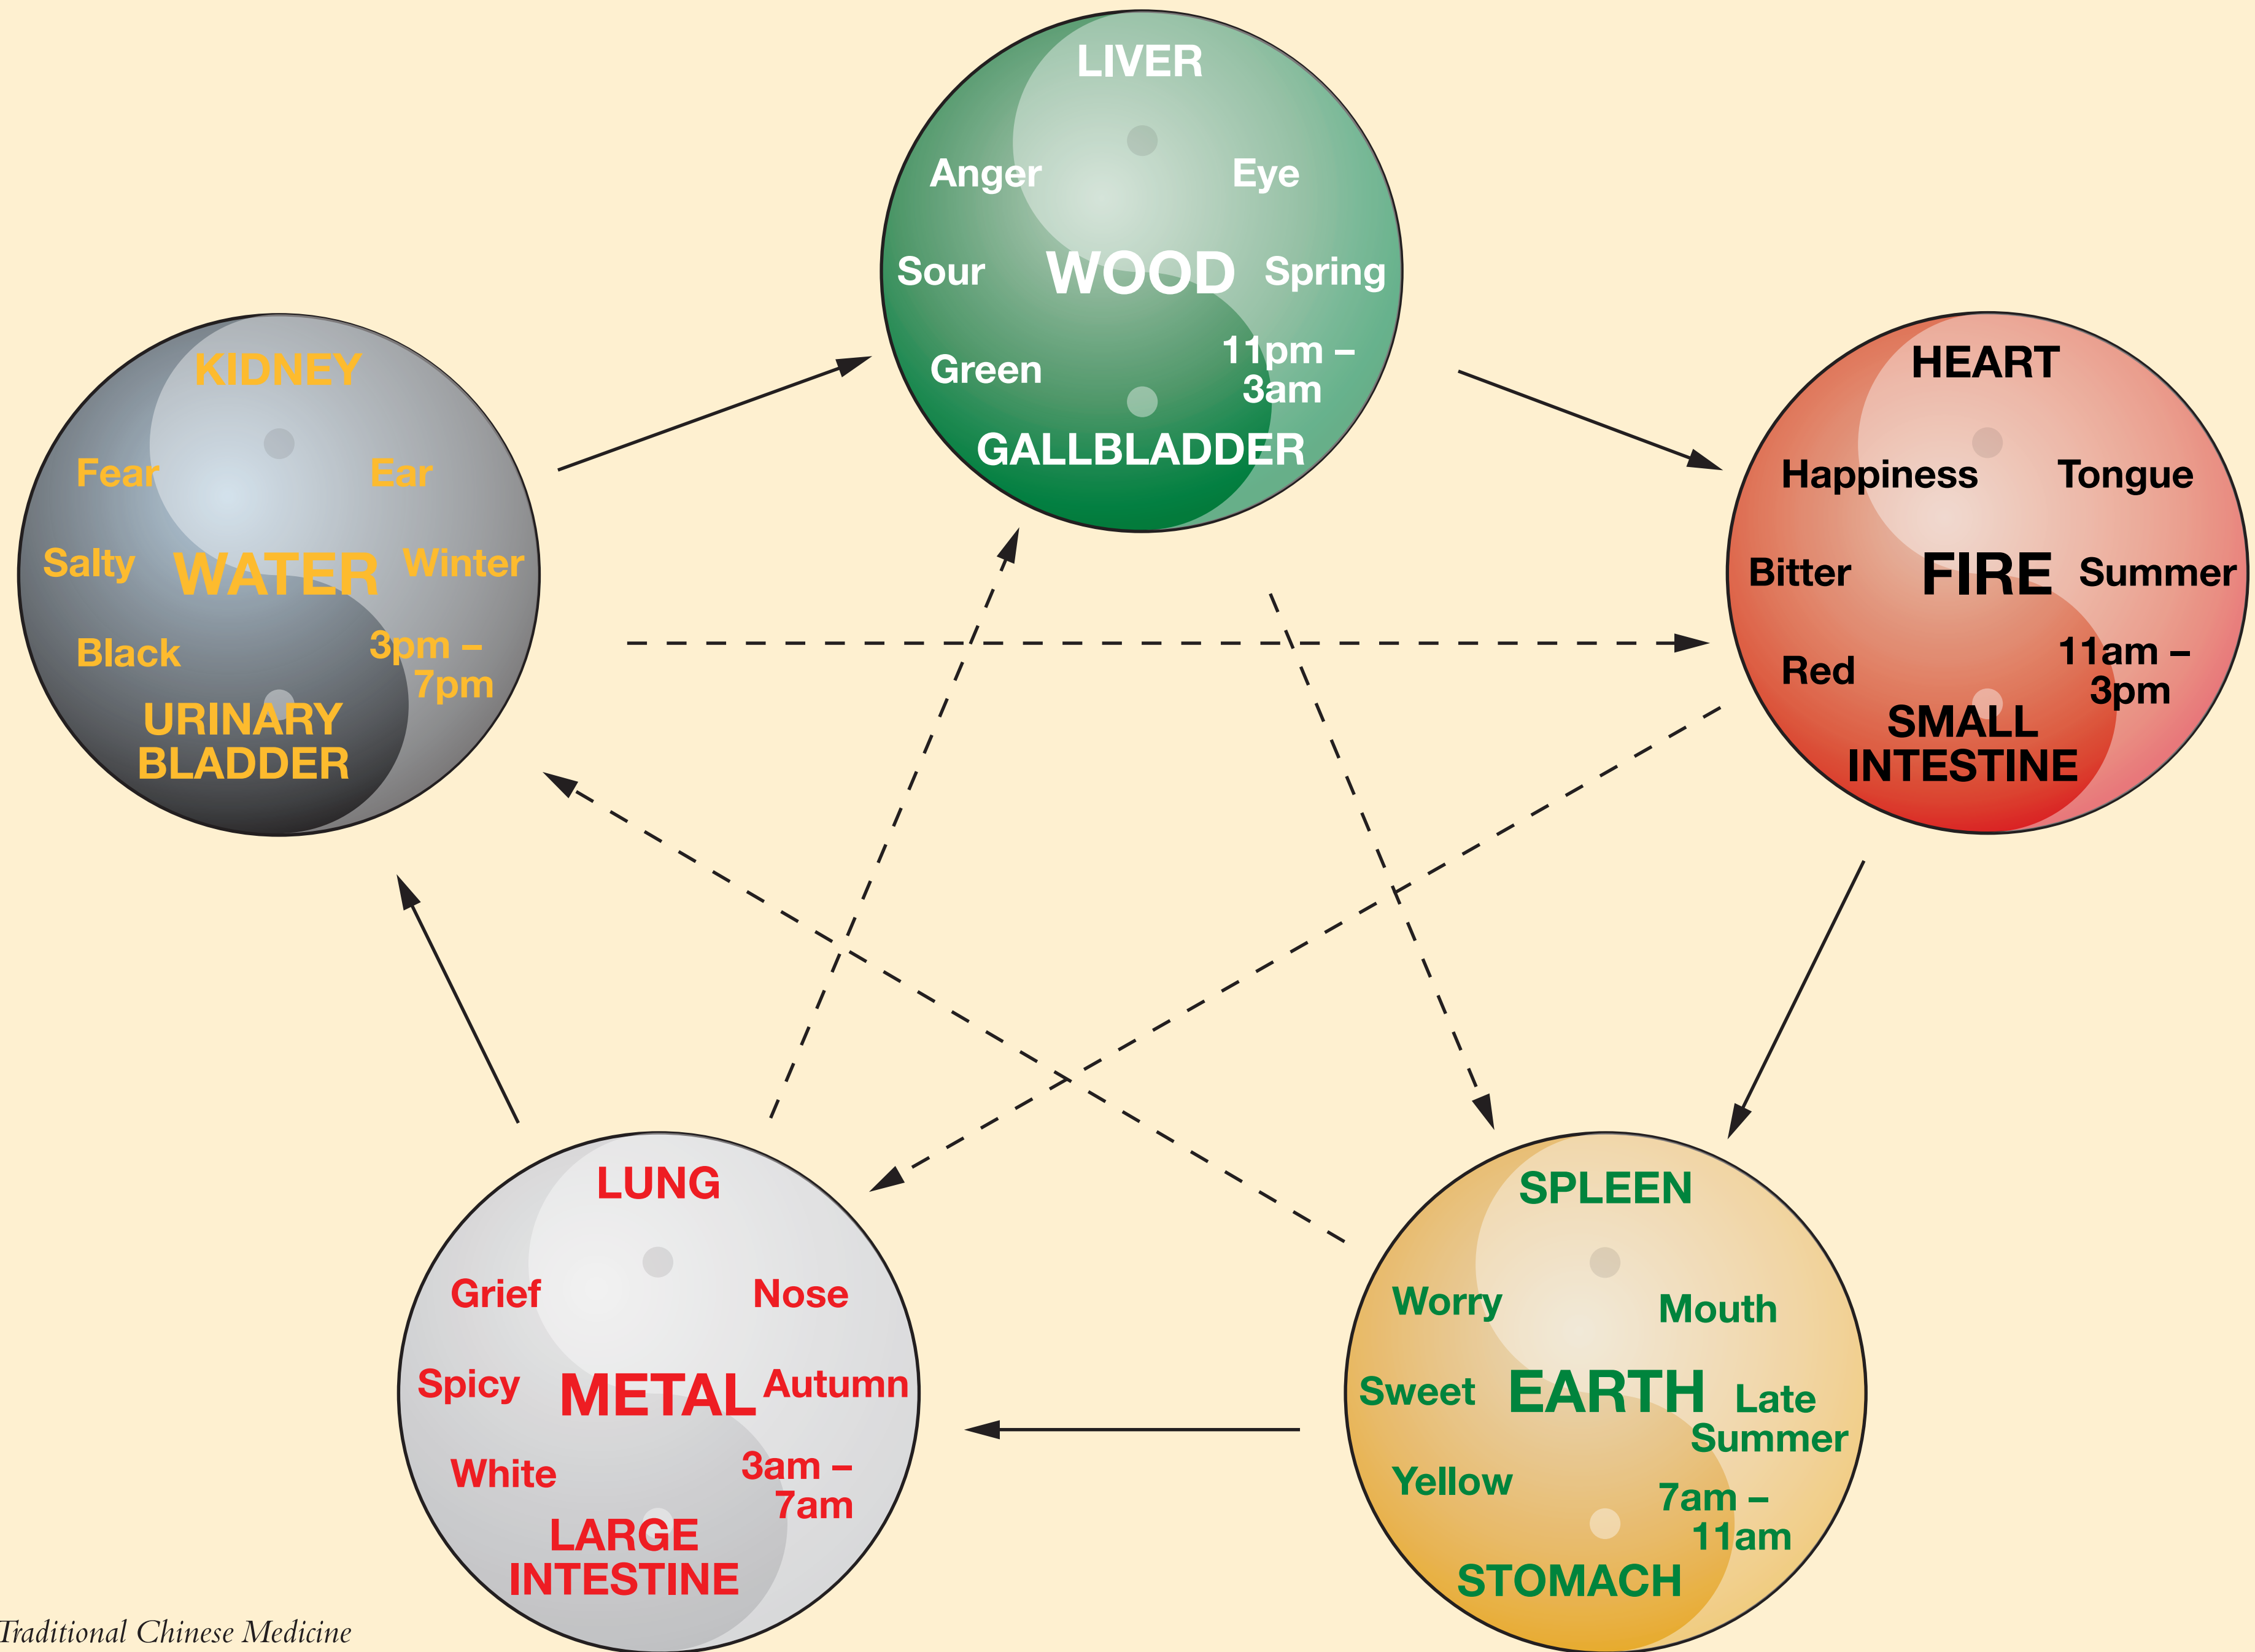 LIVER
Anger
Eye
Sour
WOOD
Spring
Green
11pm –
3am
GALLBLADDER
KIDNEY
Fear
Ear
Salty
WATER
Winter
Black
3pm –
7pm
URINARY
BLADDER
HEART
Happiness
Tongue
Bitter
FIRE
Summer
Red
11am –
3pm
SMALL
INTESTINE
LUNG
Grief
Nose
Spicy
METAL
Autumn
White
3am –
7am
LARGE
INTESTINE
SPLEEN
Worry
Mouth
Sweet
EARTH
Late
Summer
Yellow
7am –
11am
STOMACH
Traditional Chinese Medicine